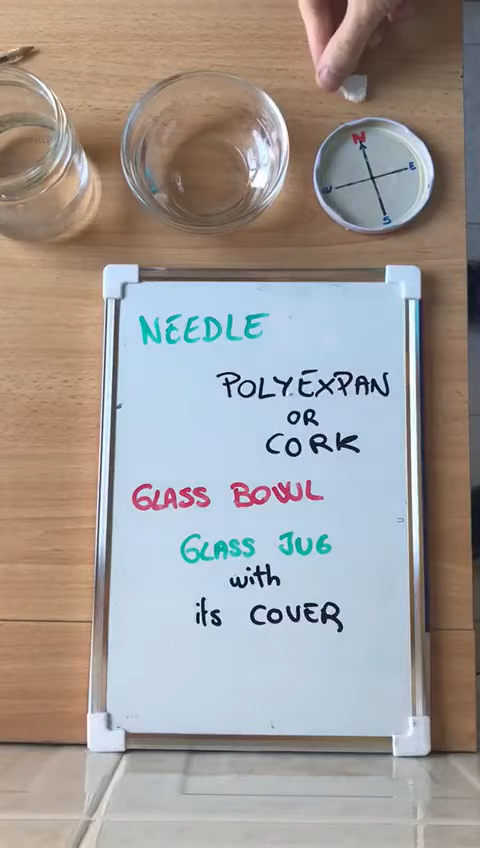 N
W E
S
NEEDLE
POLYEXPAN
OR
CORK
GLASS BOWL
GLASS JUG
with
its COVER